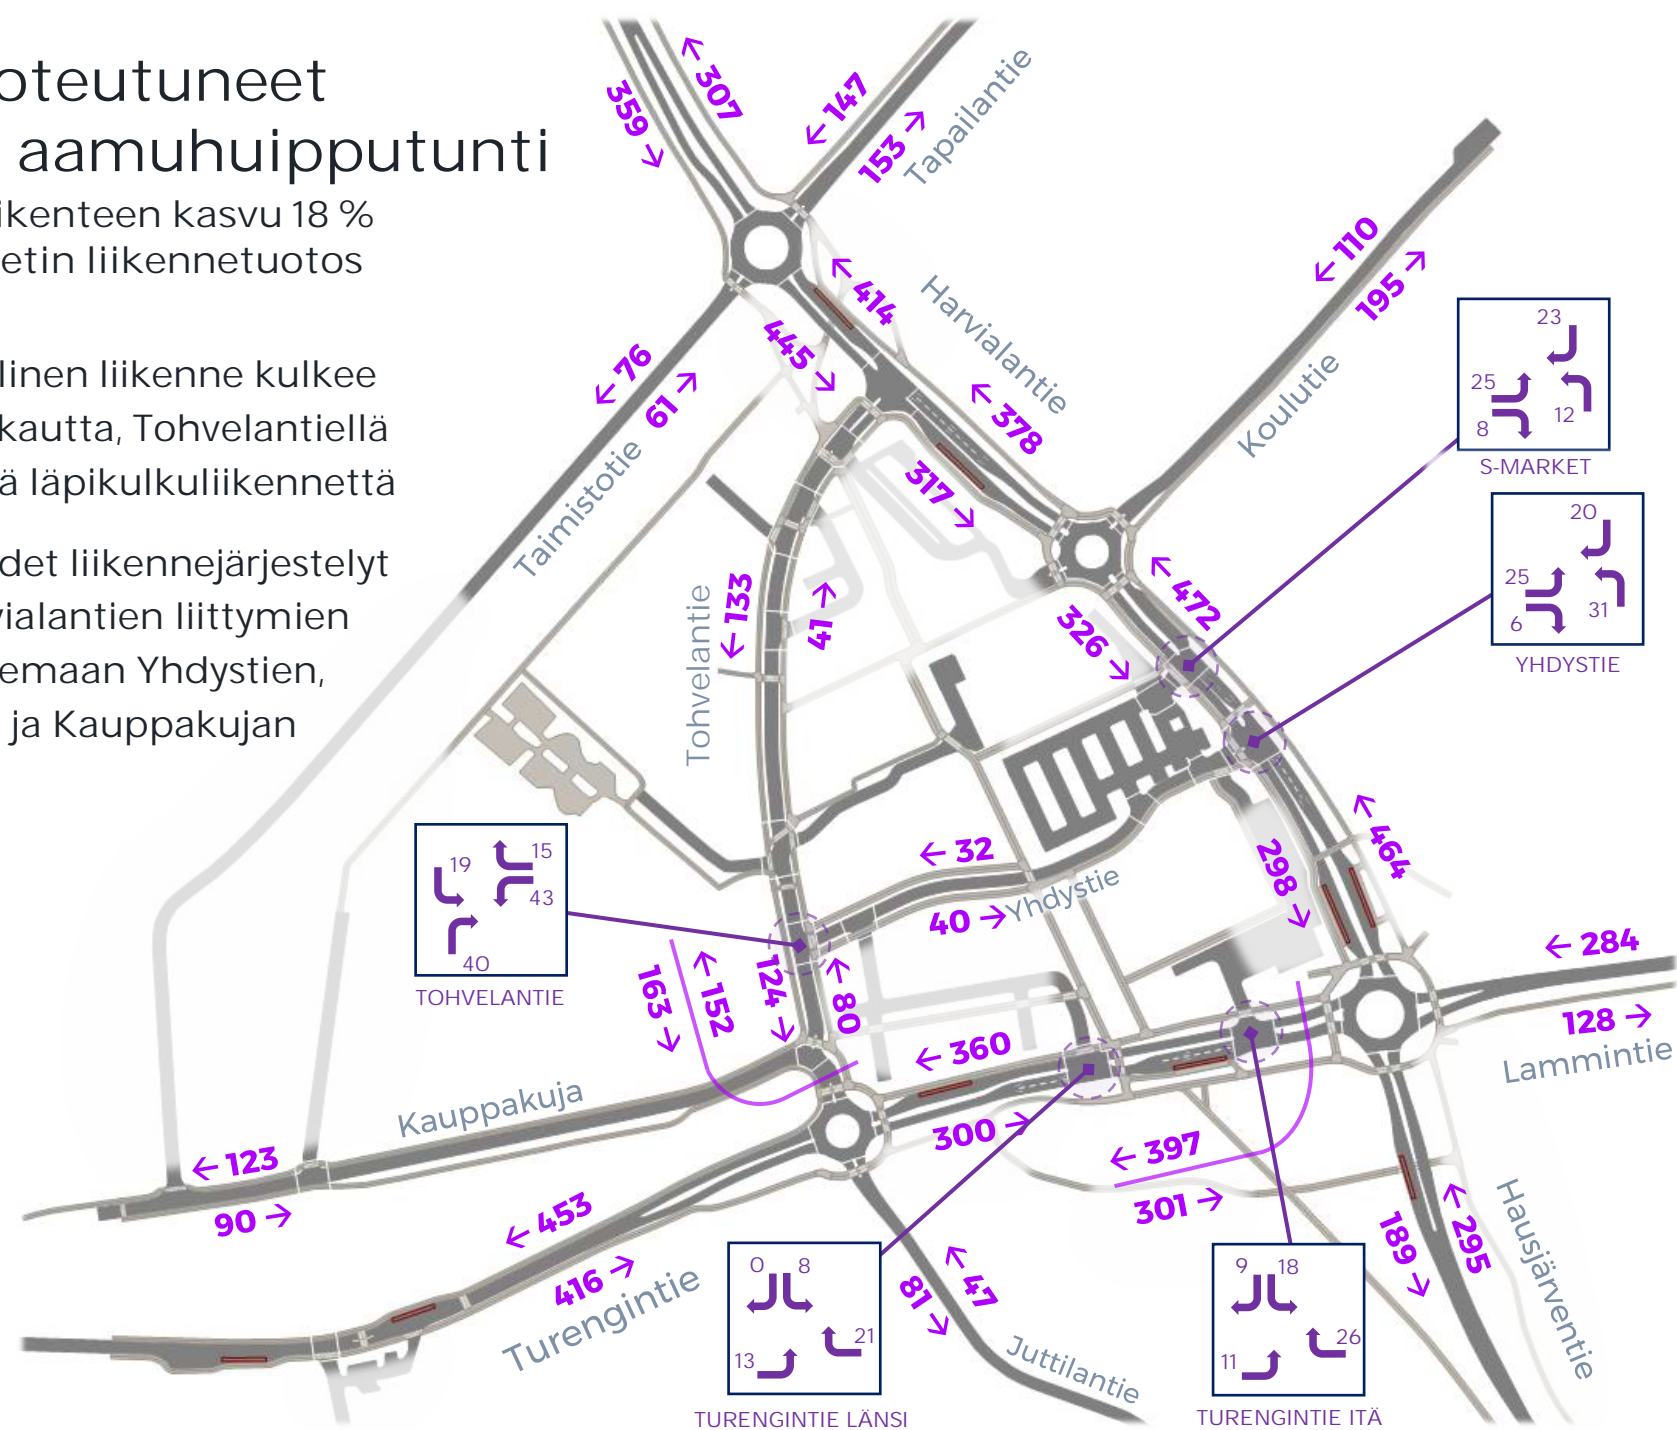 oteutuneet
aamuhuipputunti
ikenteen kasvu 18 %
etin liikennetuotos
linen liikenne kulkee
kautta, Tohvelantiellä
ä läpikulkuliikennettä
det liikennejärjestelyt
vialantien liittymien
emaan Yhdystien,
ja Kauppakujan
359 →
← 307
← 147
153 →
Tapailantie
← 414
445 →
Harvialantie
← 76
61 →
Taimistotie
← 378
317 →
← 110
195 →
Koulutie
23
25
8
12
S-MARKET
20
25
6
31
YHDYSTIE
← 472
326 →
← 133
41 →
Tohvelantie
← 464
298 →
← 32
40 →
Yhdystie
19
15
43
40
TOHVELANTIE
163 →
← 152
124 →
← 80
← 284
128 →
Lammintie
← 360
300 →
← 397
301 →
Kauppakuja
← 123
90 →
← 453
416 →
Turengintie
81 →
← 47
Juttilantie
189 →
← 295
Hausjärventie
0
8
13
21
TURENGINTIE LÄNSI
9
18
11
26
TURENGINTIE ITÄ